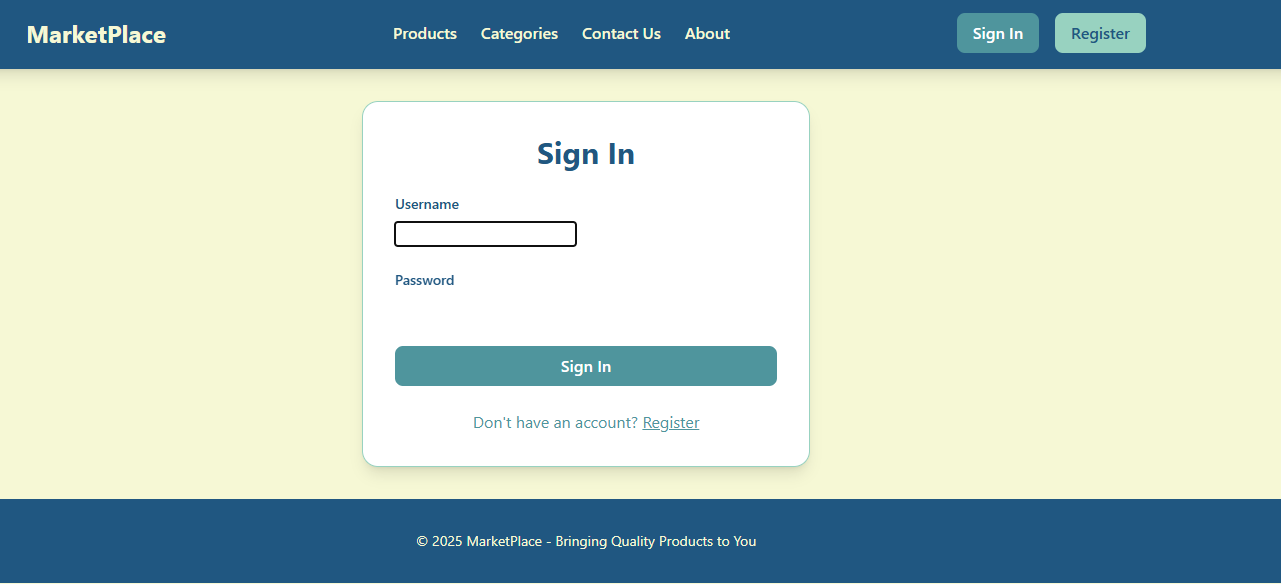 MarketPlace Products Categories Contact Us About Sign In Register
Sign In
Username
Password
Sign In
Don't have an account? Register
© 2025 MarketPlace - Bringing Quality Products to You